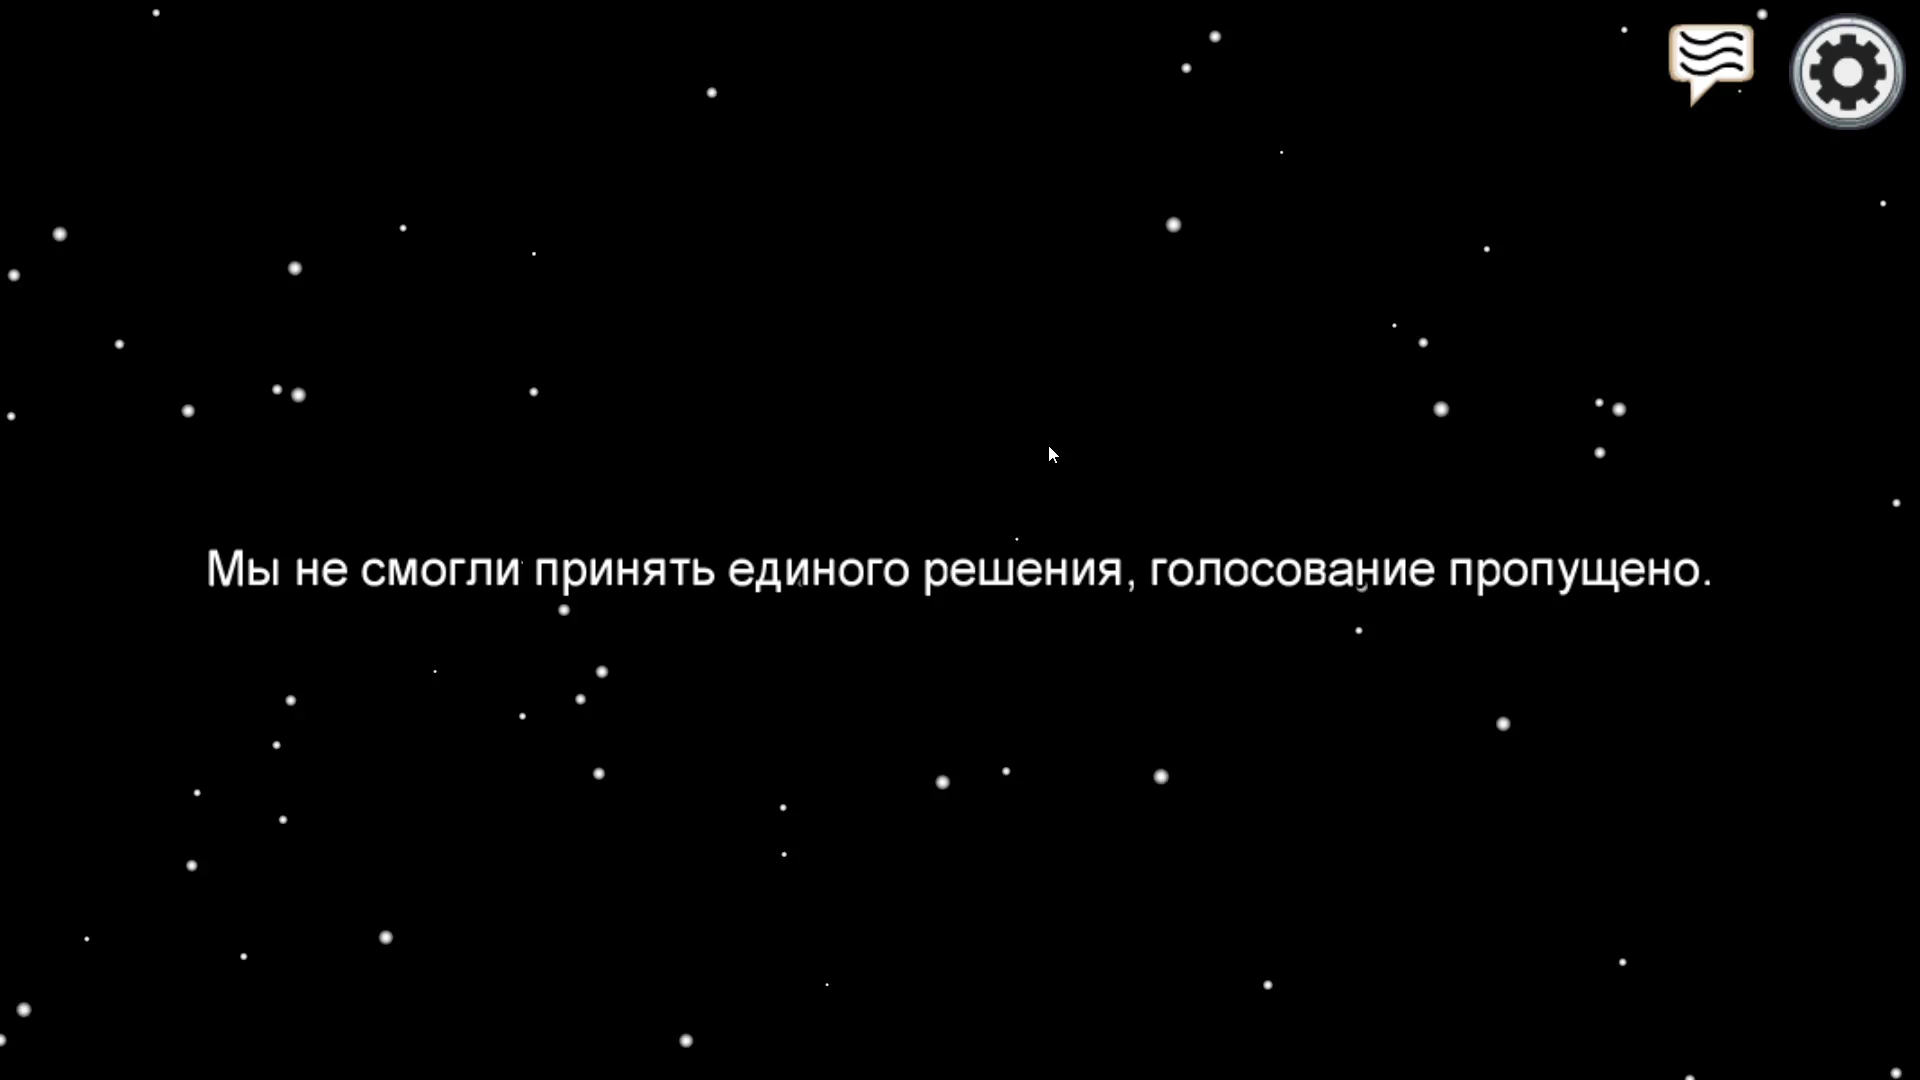 Мы не смогли принять единого решения, голосование пропущено.